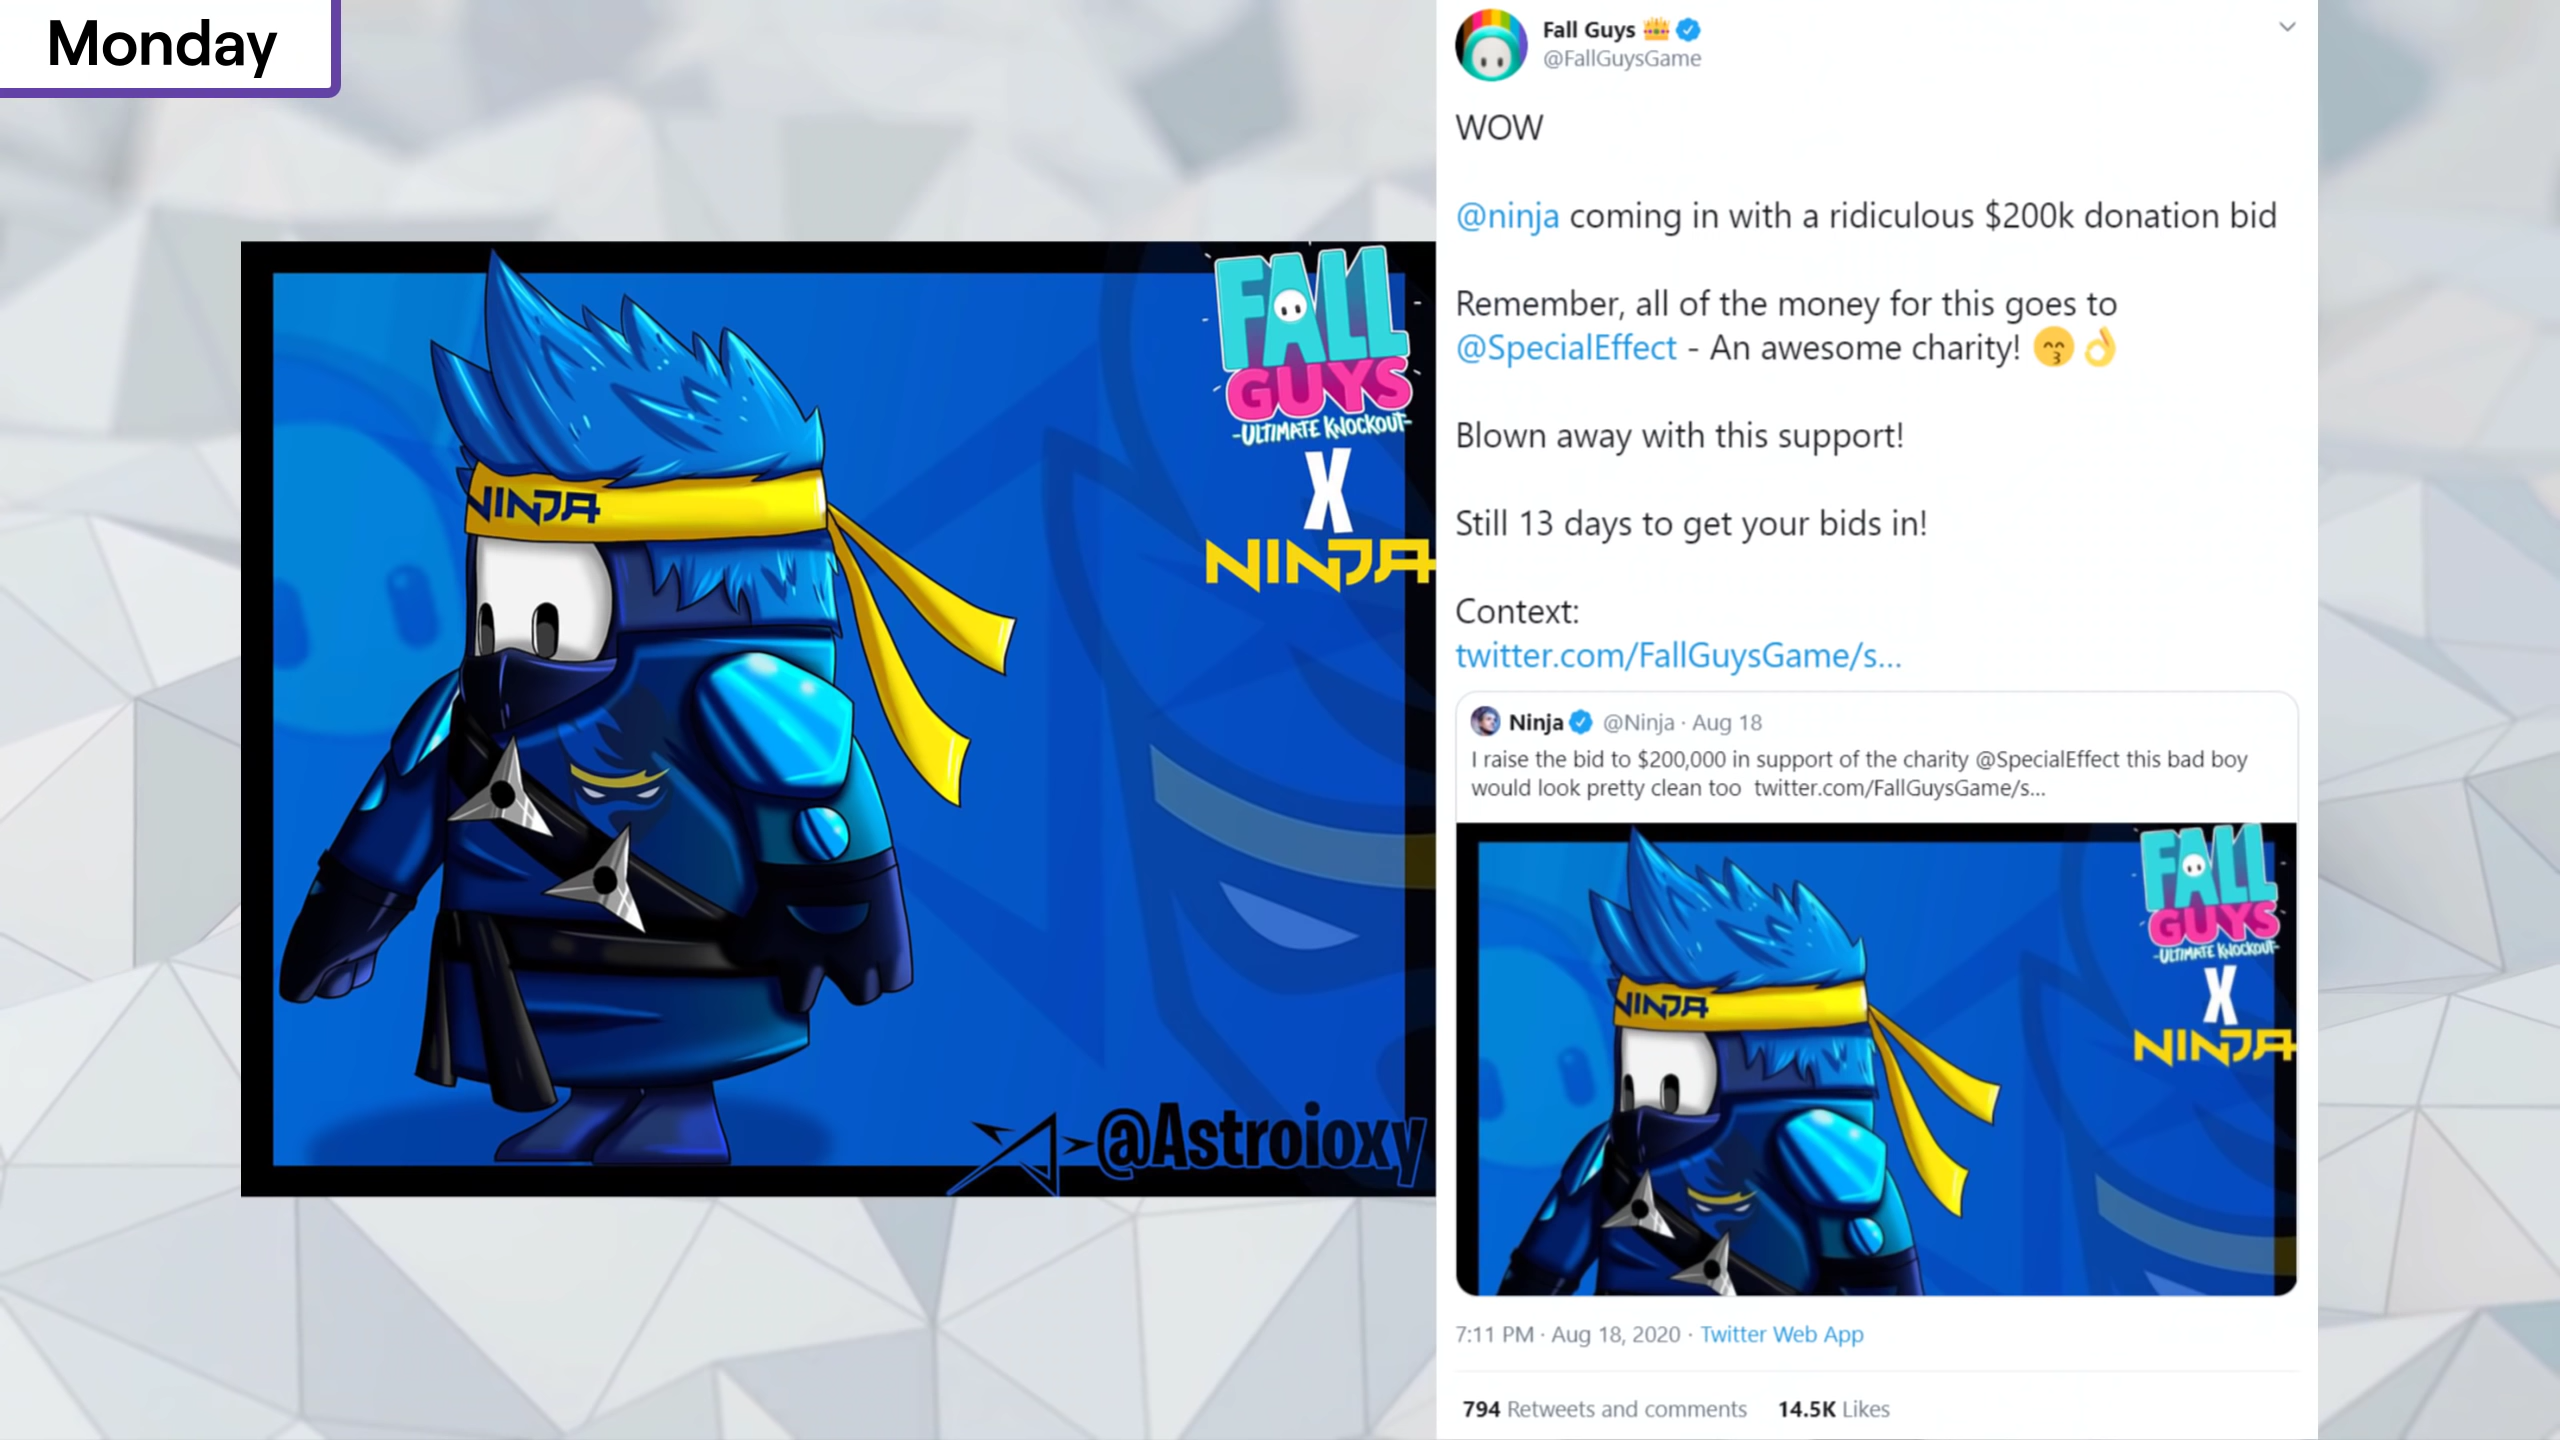 Monday
NINJA
FALL
GUYS
-ULTIMATE KNOCKOUT-
X
NINJA
@Astroioxy
Fall Guys
@FallGuysGame
WOW
@ninja coming in with a ridiculous $200k donation bid
Remember, all of the money for this goes to
@SpecialEffect - An awesome charity! 😙👌
Blown away with this support!
Still 13 days to get your bids in!
Context:
twitter.com/FallGuysGame/s...
Ninja @Ninja · Aug 18
I raise the bid to $200,000 in support of the charity @SpecialEffect this bad boy
would look pretty clean too twitter.com/FallGuysGame/s...
NINJA
FALL
GUYS
-ULTIMATE KNOCKOUT-
X
NINJA
7:11 PM · Aug 18, 2020 · Twitter Web App
794 Retweets and comments 14.5K Likes